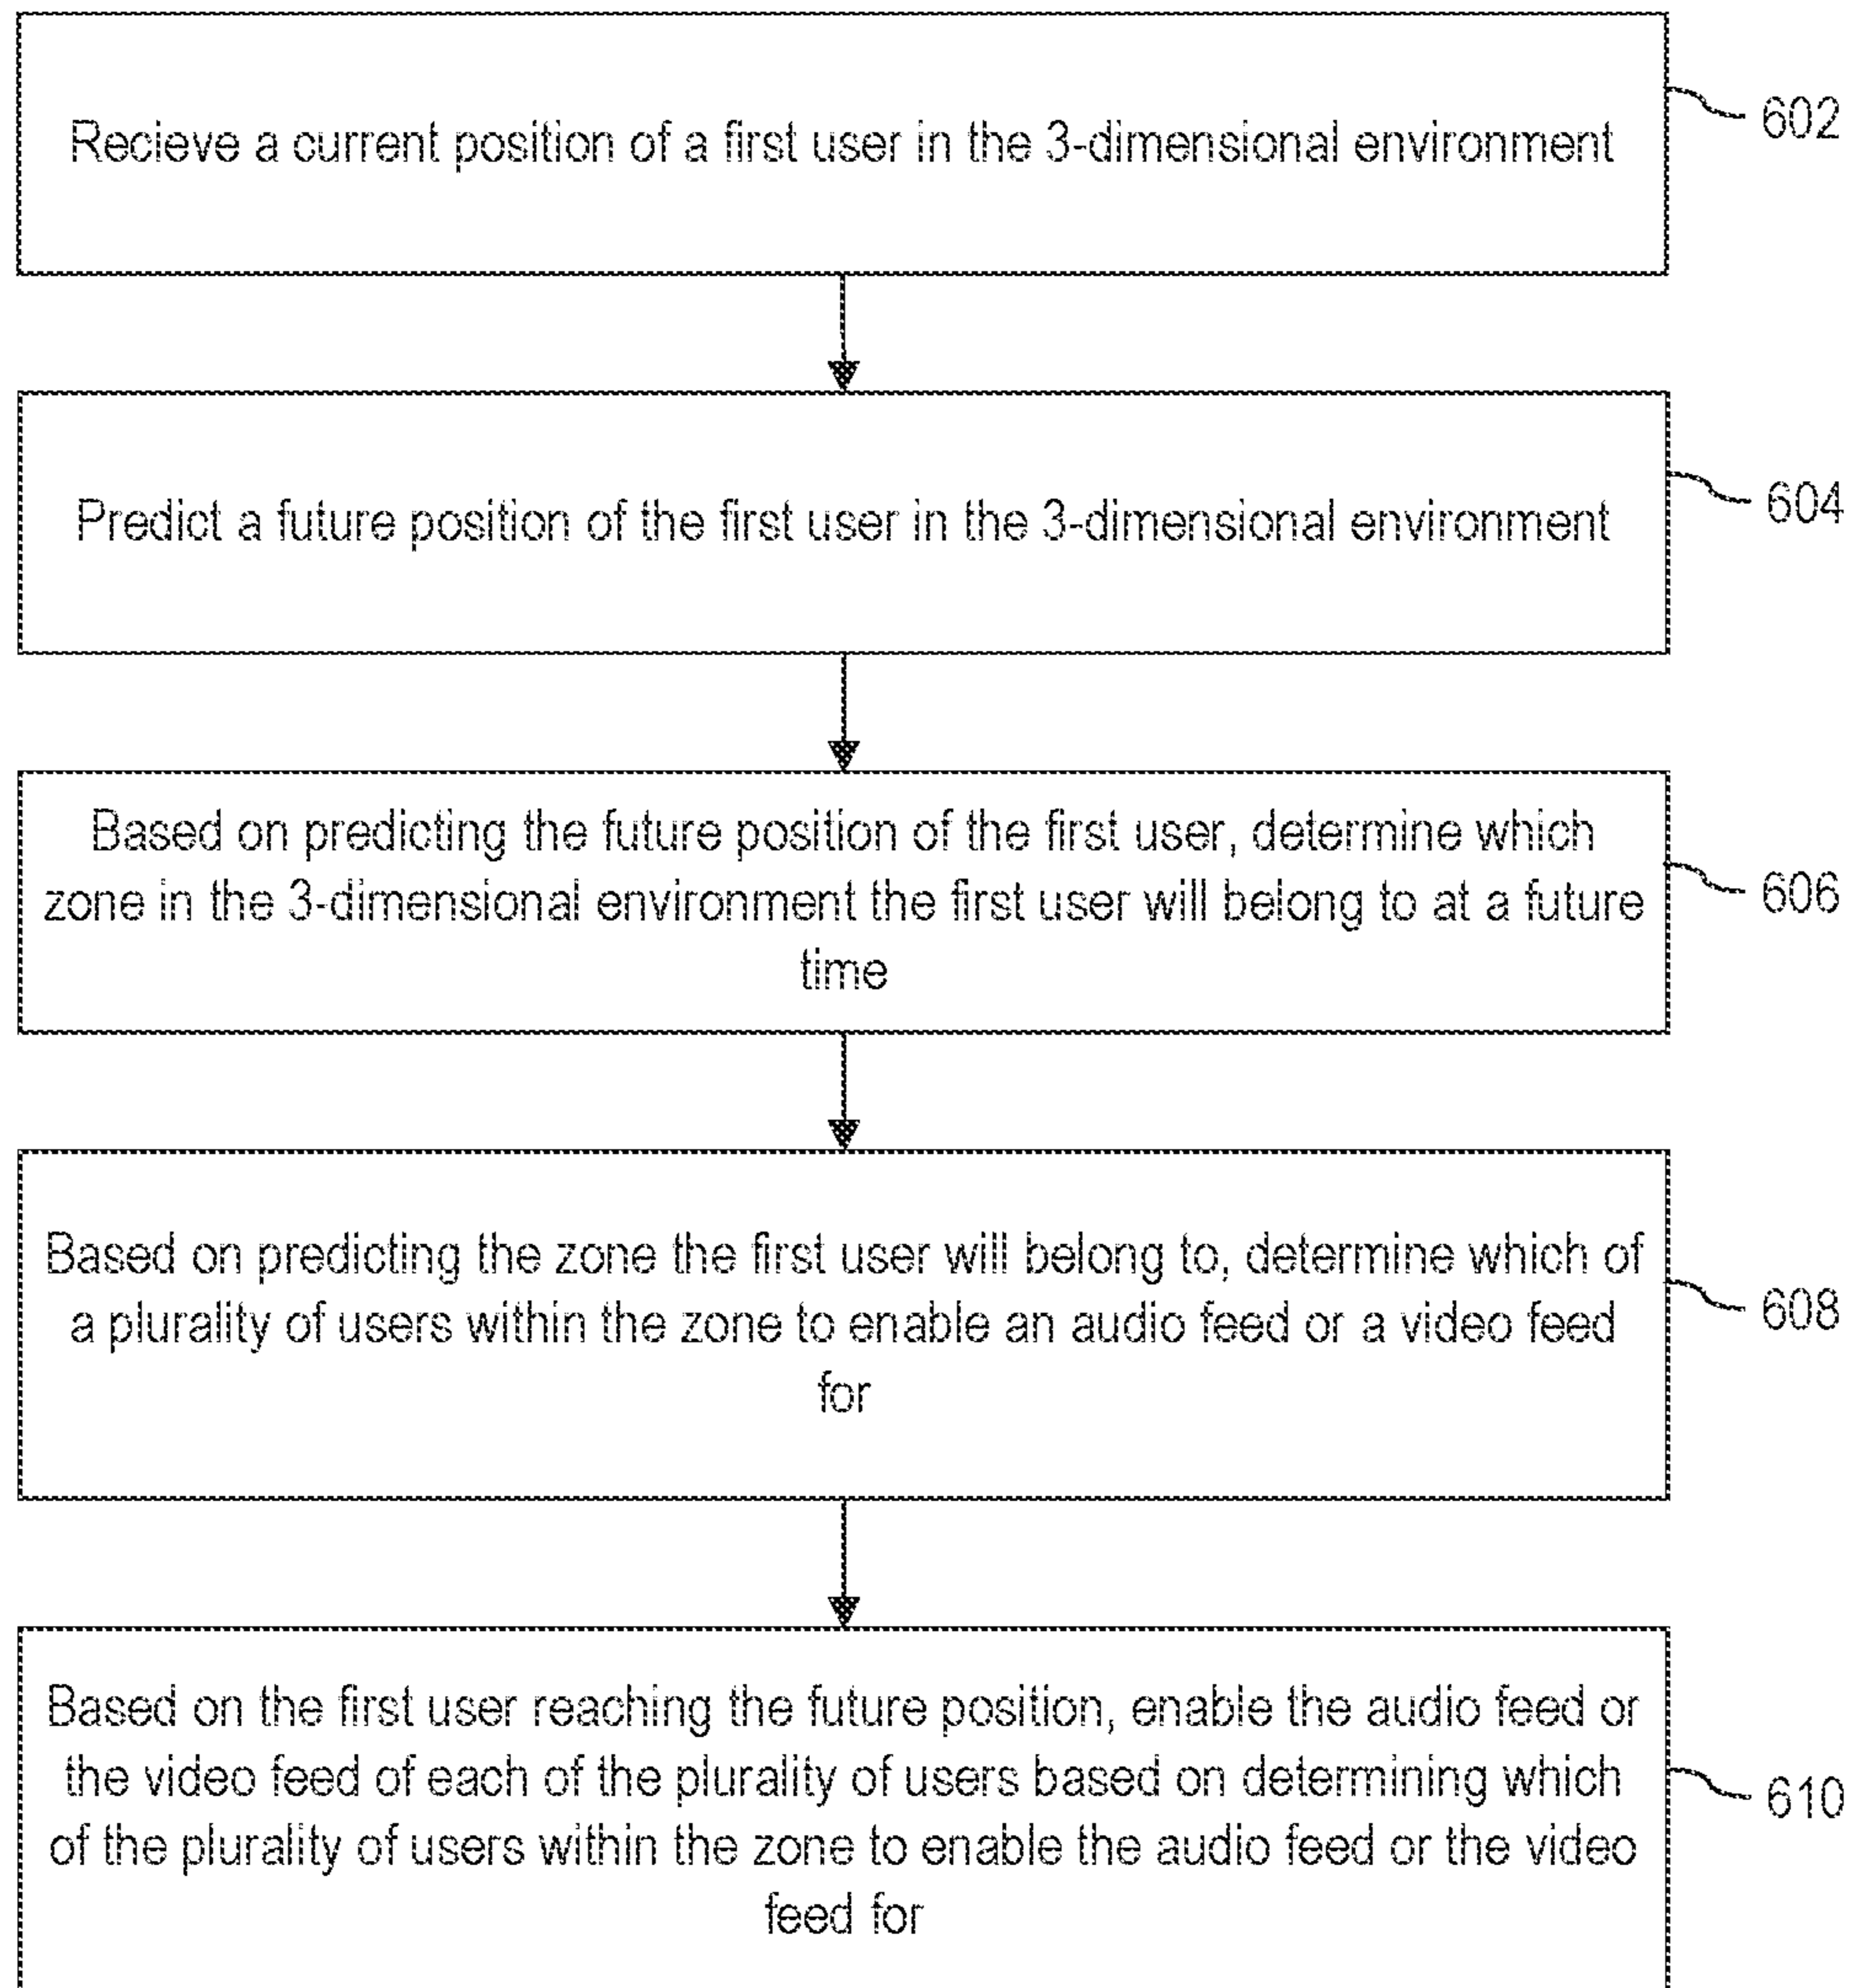 Recieve a current position of a first user in the 3-dimensional environment
602
Predict a future position of the first user in the 3-dimensional environment
604
Based on predicting the future position of the first user, determine which
zone in the 3-dimensional environment the first user will belong to at a future
time
606
Based on predicting the zone the first user will belong to, determine which of
a plurality of users within the zone to enable an audio feed or a video feed
for
608
Based on the first user reaching the future position, enable the audio feed or
the video feed of each of the plurality of users based on determining which
of the plurality of users within the zone to enable the audio feed or the video
feed for
610